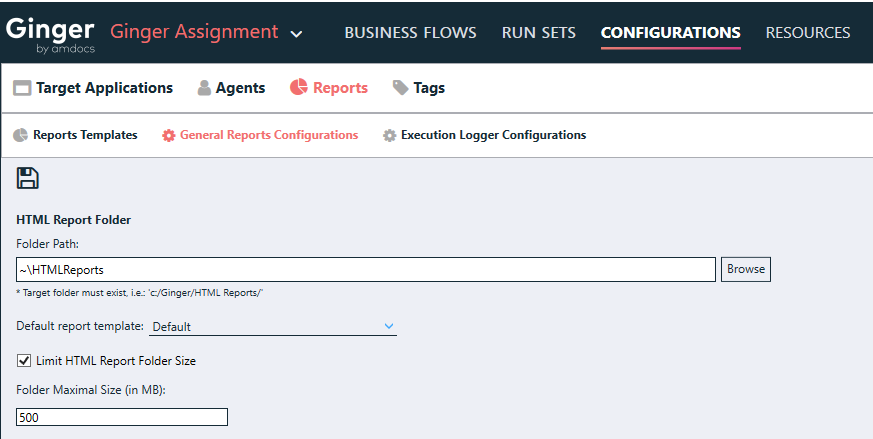 Ginger by amdocs Ginger Assignment BUSINESS FLOWS RUN SETS CONFIGURATIONS RESOURCES
Target Applications Agents Reports Tags
Reports Templates General Reports Configurations Execution Logger Configurations
HTML Report Folder
Folder Path:
~\HTMLReports Browse
* Target folder must exist, i.e.: 'c:/Ginger/HTML Reports/'
Default report template: Default
Limit HTML Report Folder Size
Folder Maximal Size (in MB):
500